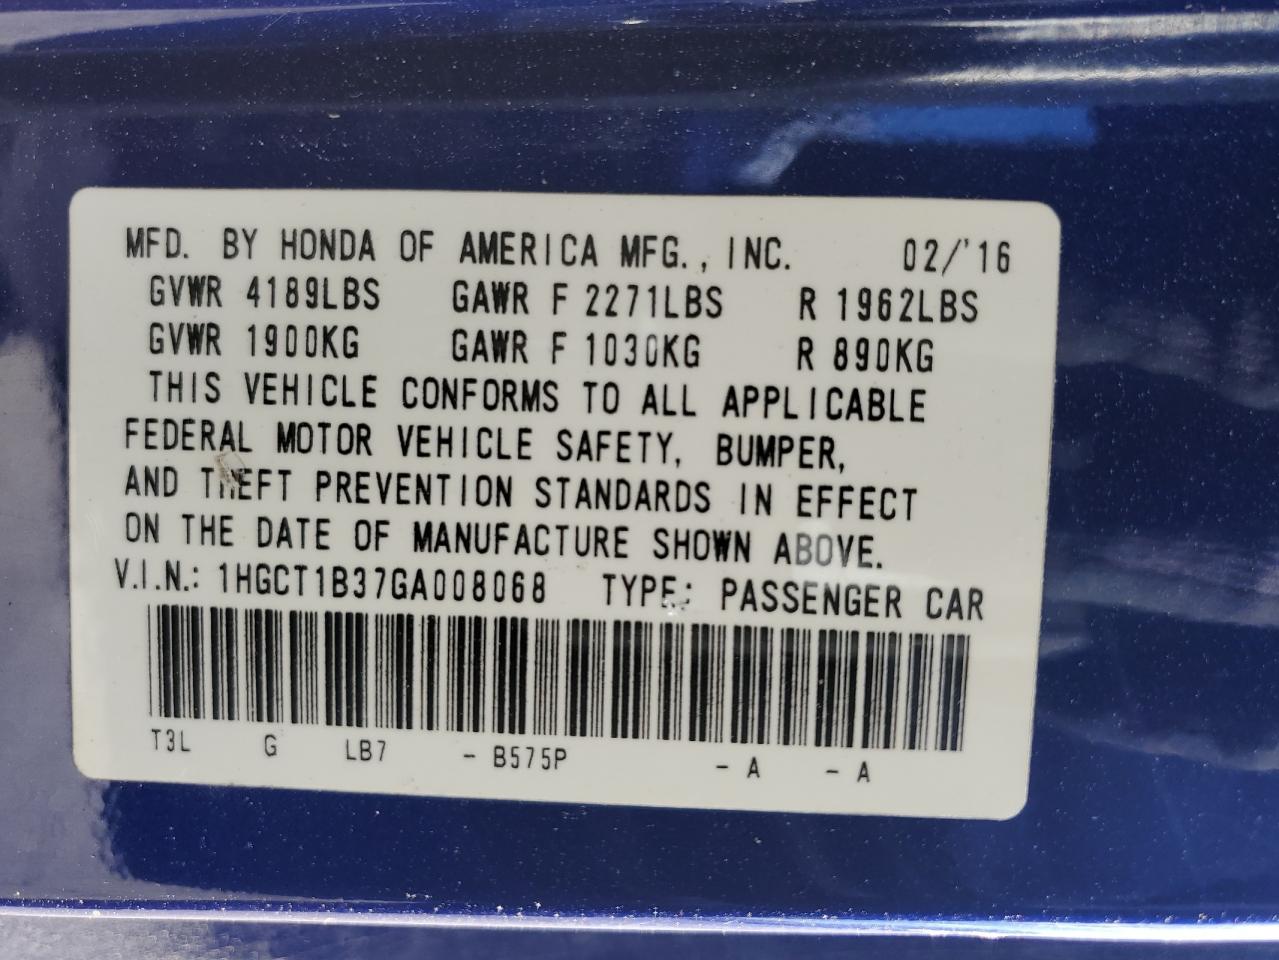 MFD. BY HONDA OF AMERICA MFG., INC. 02/'16
GVWR 4189LBS GAWR F 2271LBS R 1962LBS
GVWR 1900KG GAWR F 1030KG R 890KG
THIS VEHICLE CONFORMS TO ALL APPLICABLE
FEDERAL MOTOR VEHICLE SAFETY, BUMPER,
AND THEFT PREVENTION STANDARDS IN EFFECT
ON THE DATE OF MANUFACTURE SHOWN ABOVE.
V.I.N.: 1HGCT1B37GA008068 TYPE: PASSENGER CAR
T3L G LB7 - B575P - A - A